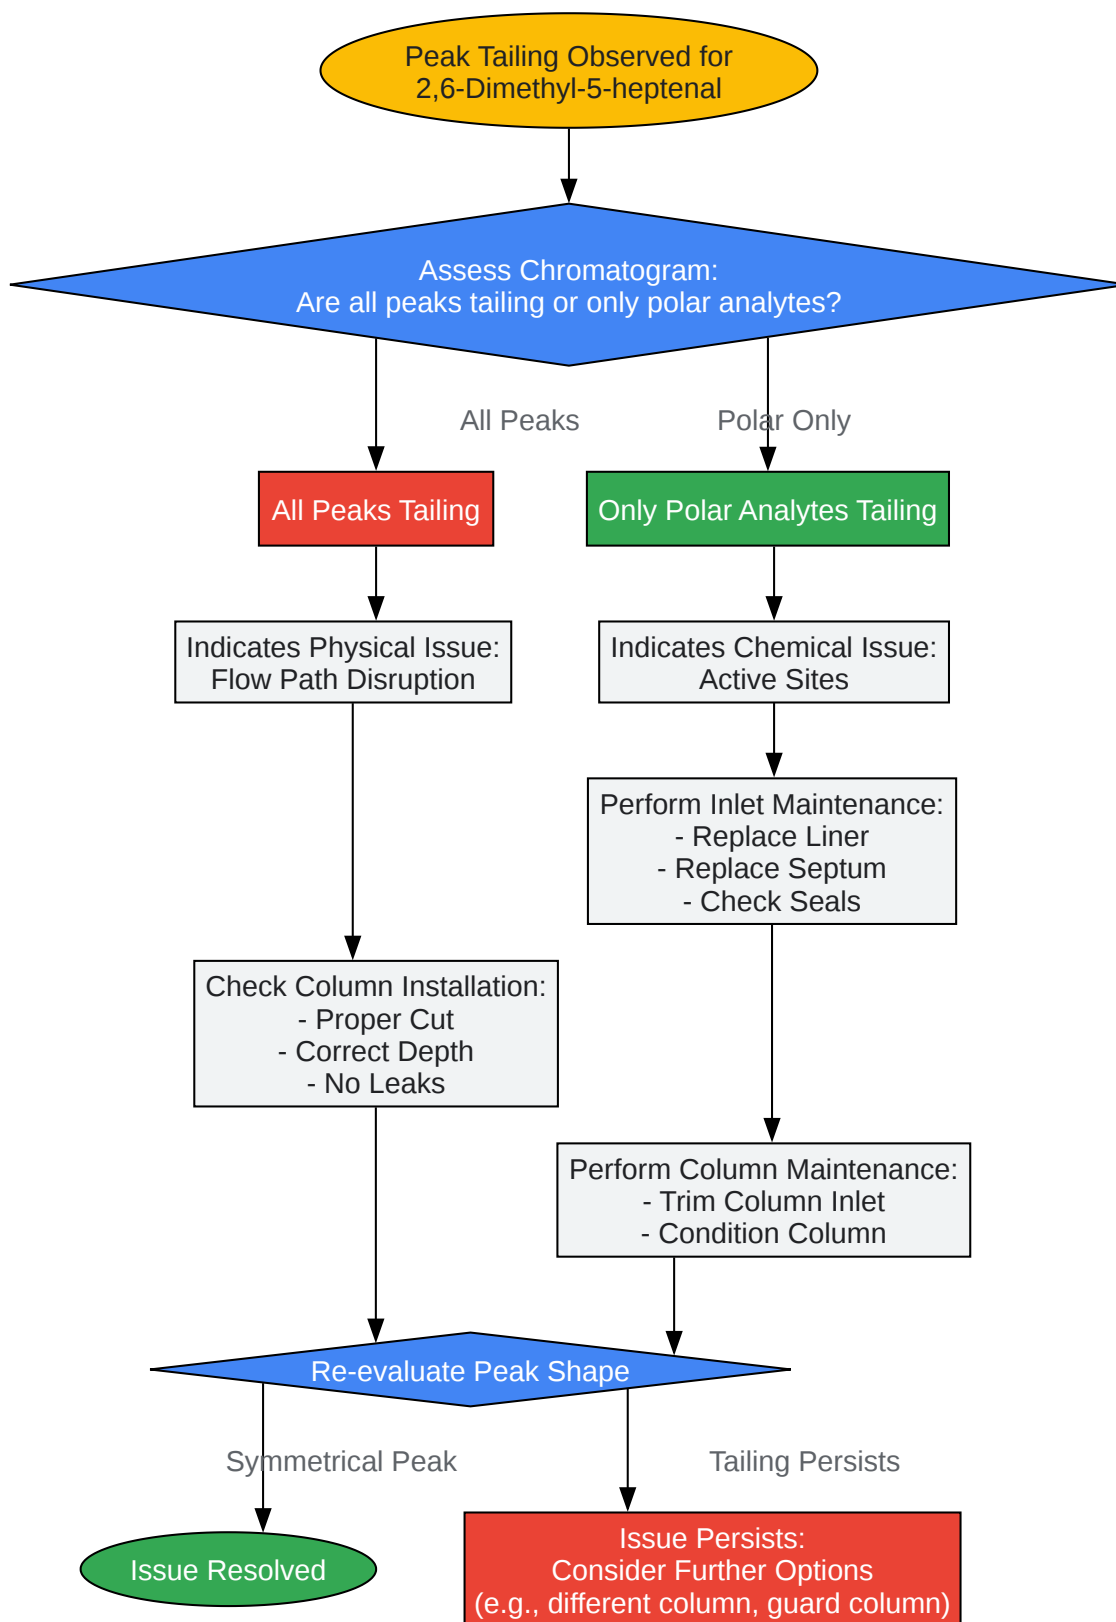 Peak Tailing Observed for
2,6-Dimethyl-5-heptenal
Assess Chromatogram:
Are all peaks tailing or only polar analytes?
All Peaks
Polar Only
All Peaks Tailing
Only Polar Analytes Tailing
Indicates Physical Issue:
Flow Path Disruption
Indicates Chemical Issue:
Active Sites
Perform Inlet Maintenance:
- Replace Liner
- Replace Septum
- Check Seals
Check Column Installation:
- Proper Cut
- Correct Depth
- No Leaks
Perform Column Maintenance:
- Trim Column Inlet
- Condition Column
Re-evaluate Peak Shape
Symmetrical Peak
Tailing Persists
Issue Resolved
Issue Persists:
Consider Further Options
(e.g., different column, guard column)